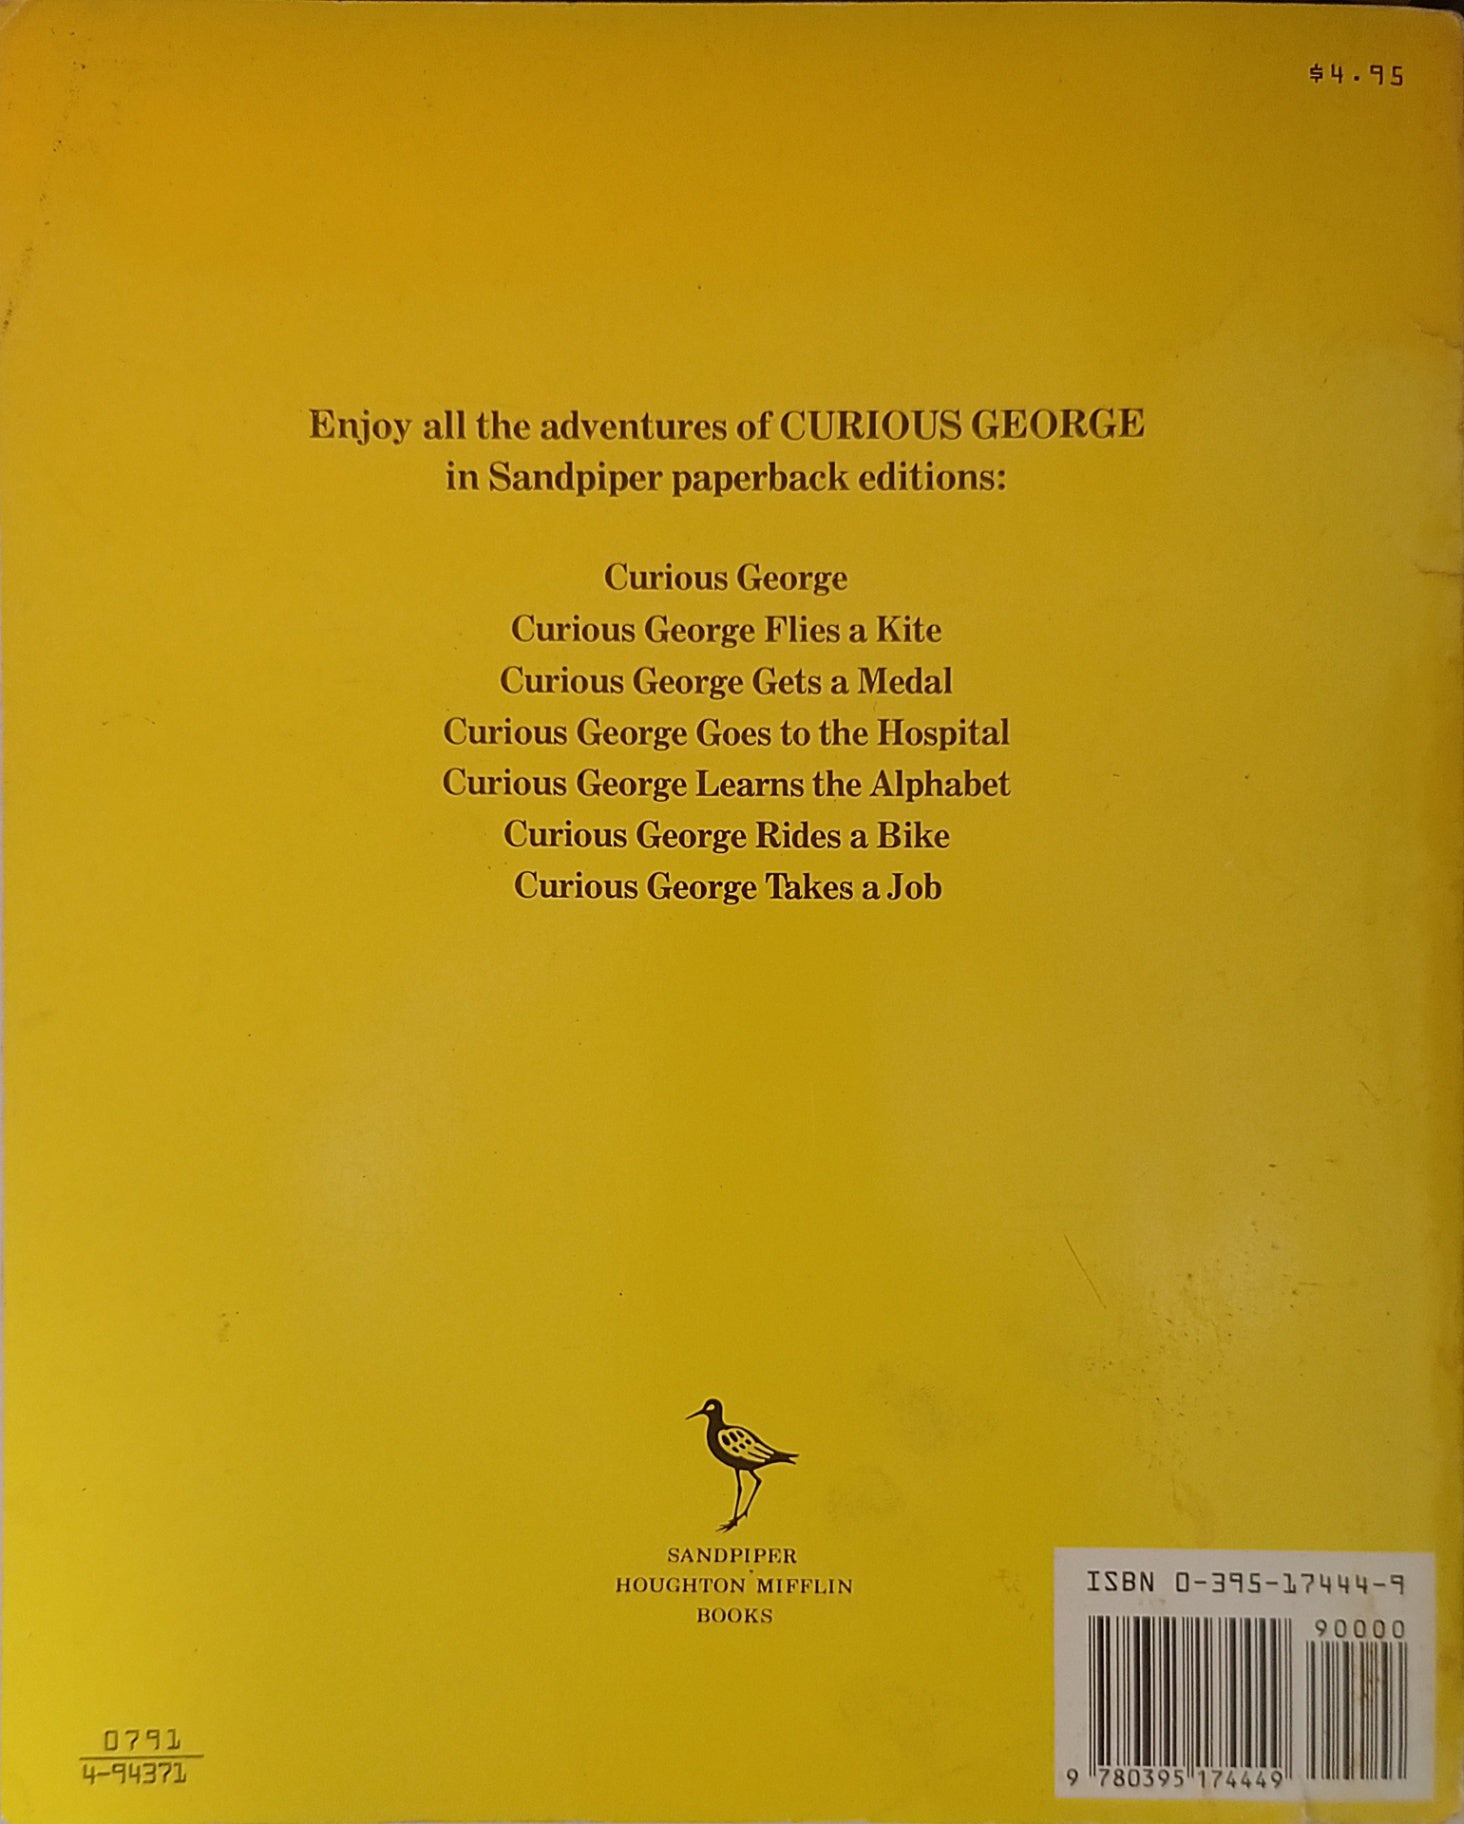 $4.95
Enjoy all the adventures of CURIOUS GEORGE
in Sandpiper paperback editions:
Curious George
Curious George Flies a Kite
Curious George Gets a Medal
Curious George Goes to the Hospital
Curious George Learns the Alphabet
Curious George Rides a Bike
Curious George Takes a Job
SANDPIPER
HOUGHTON MIFFLIN
BOOKS
0791
4-94371
ISBN 0-395-17444-9
90000
9 780395 174449